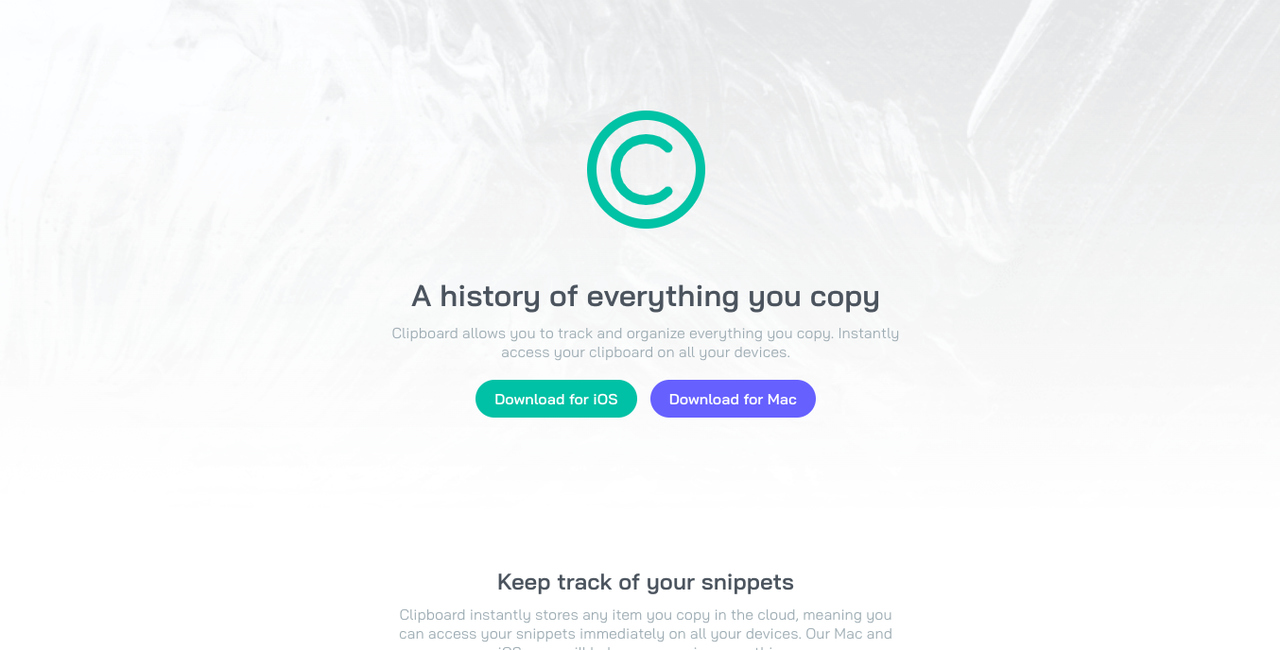 C
A history of everything you copy
Clipboard allows you to track and organize everything you copy. Instantly
access your clipboard on all your devices.
Download for iOS
Download for Mac
Keep track of your snippets
Clipboard instantly stores any item you copy in the cloud, meaning you
can access your snippets immediately on all your devices. Our Mac and